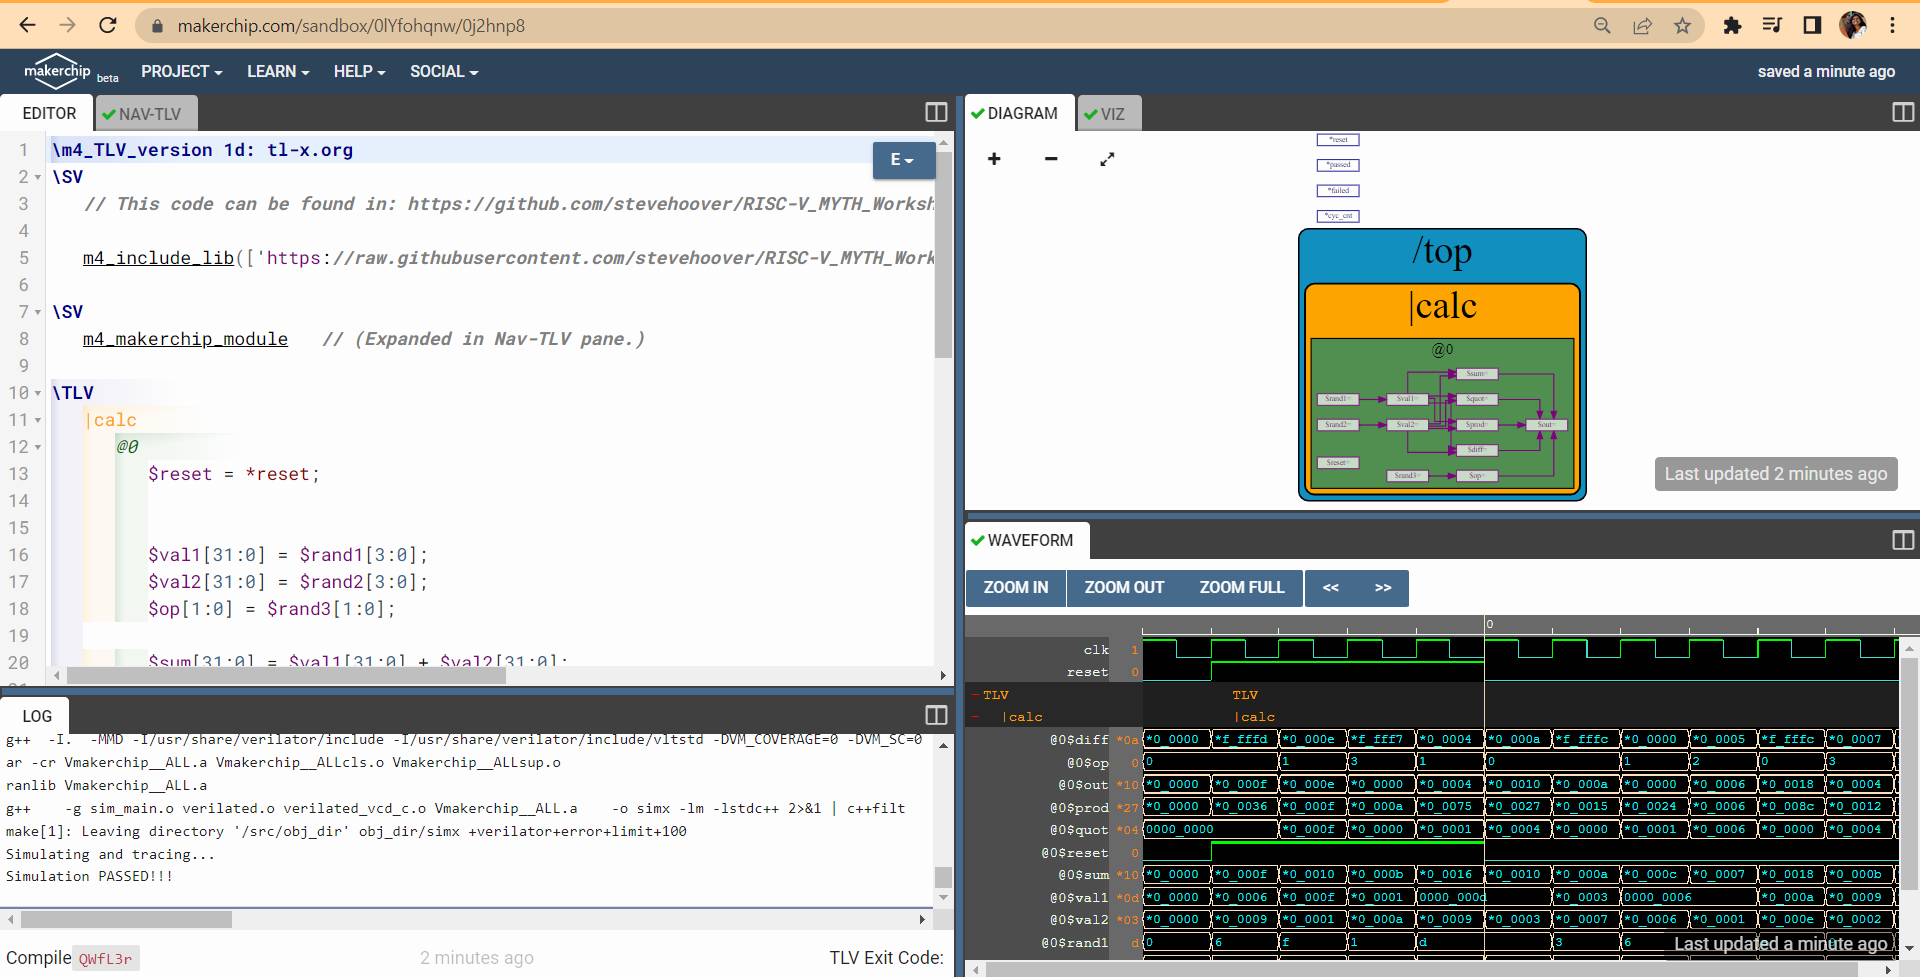 makerchip.com/sandbox/0lYfohqnw/0j2hnp8
makerchip beta PROJECT LEARN HELP SOCIAL saved a minute ago
EDITOR NAV-TLV
1 \m4_TLV_version 1d: tl-x.org
E
2 \SV
3 // This code can be found in: https://github.com/stevehoover/RISC-V_MYTH_Worksh
4
5 m4_include_lib(['https://raw.githubusercontent.com/stevehoover/RISC-V_MYTH_Work
6
7 \SV
8 m4_makerchip_module // (Expanded in Nav-TLV pane.)
9
10 \TLV
11 |calc
12 @0
13 $reset = *reset;
14
15
16 $val1[31:0] = $rand1[3:0];
17 $val2[31:0] = $rand2[3:0];
18 $op[1:0] = $rand3[1:0];
19
20 $sum[31:0] = $val1[31:0] + $val2[31:0];
LOG
g++ -I. -MMD -I/usr/share/verilator/include -I/usr/share/verilator/include/vltstd -DVM_COVERAGE=0 -DVM_SC=0
ar -cr Vmakerchip__ALL.a Vmakerchip__ALLcls.o Vmakerchip__ALLsup.o
ranlib Vmakerchip__ALL.a
g++ -g sim_main.o verilated.o verilated_vcd_c.o Vmakerchip__ALL.a -o simx -lm -lstdc++ 2>&1 | c++filt
make[1]: Leaving directory '/src/obj_dir' obj_dir/simx +verilator+error+limit+100
Simulating and tracing...
Simulation PASSED!!!
Compile QWfL3r 2 minutes ago TLV Exit Code:
DIAGRAM VIZ
*reset
*passed
*failed
*cyc_cnt
/top
|calc
@0
$sum=
$rand1= $val1= $quot=
$rand2= $val2= $prod= $out=
$diff=
$reset=
$rand3= $op=
Last updated 2 minutes ago
WAVEFORM
ZOOM IN ZOOM OUT ZOOM FULL << >>
0
clk 1
reset 0
TLV TLV
|calc |calc
@0$diff *0a *0_0000 *f_fffd *0_000e *f_fff7 *0_0004 *0_000a *f_fffc *0_0000 *0_0005 *f_fffc *0_0007
@0$op 0 0 1 3 1 0 1 2 0 3
@0$out *10 *0_0000 *0_000f *0_000e *0_0000 *0_0004 *0_0010 *0_000a *0_0000 *0_0006 *0_0018 *0_0004
@0$prod *27 *0_0000 *0_0036 *0_000f *0_000a *0_0075 *0_0027 *0_0015 *0_0024 *0_0006 *0_008c *0_0012
@0$quot *04 0000_0000 *0_000f *0_0000 *0_0001 *0_0004 *0_0000 *0_0001 *0_0006 *0_0000 *0_0004
@0$reset 0
@0$sum *10 *0_0000 *0_000f *0_0010 *0_000b *0_0016 *0_0010 *0_000a *0_000c *0_0007 *0_0018 *0_000b
@0$val1 *0d *0_0000 *0_0006 *0_000f *0_0001 0000_000d *0_0003 0000_0006 *0_000a *0_0009
@0$val2 *03 *0_0000 *0_0009 *0_0001 *0_000a *0_0009 *0_0003 *0_0007 *0_0006 *0_0001 *0_000e *0_0002
@0$rand1 d 0 6 f 1 d 3 6
Last updated a minute ago